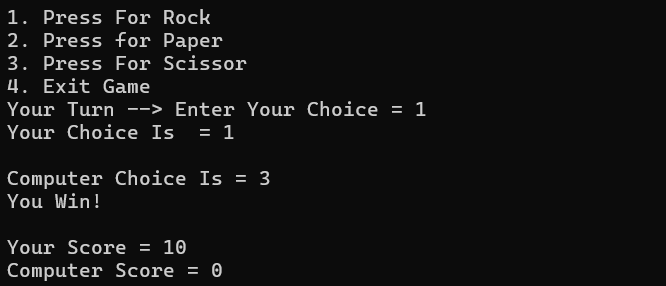 1. Press For Rock
2. Press for Paper
3. Press For Scissor
4. Exit Game
Your Turn --> Enter Your Choice = 1
Your Choice Is  = 1
Computer Choice Is = 3
You Win!
Your Score = 10
Computer Score = 0